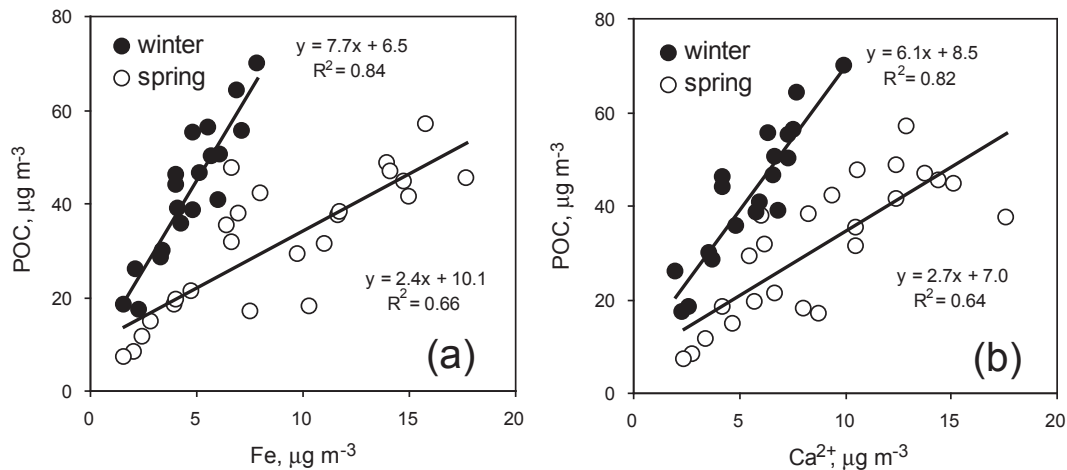 80
60
40
20
0
POC, µg m⁻³
winter
spring
y = 7.7x + 6.5
R² = 0.84
y = 2.4x + 10.1
R² = 0.66
(a)
0 5 10 15 20
Fe, µg m⁻³
80
60
40
20
0
POC, µg m⁻³
winter
spring
y = 6.1x + 8.5
R² = 0.82
y = 2.7x + 7.0
R² = 0.64
(b)
0 5 10 15 20
Ca²⁺, µg m⁻³